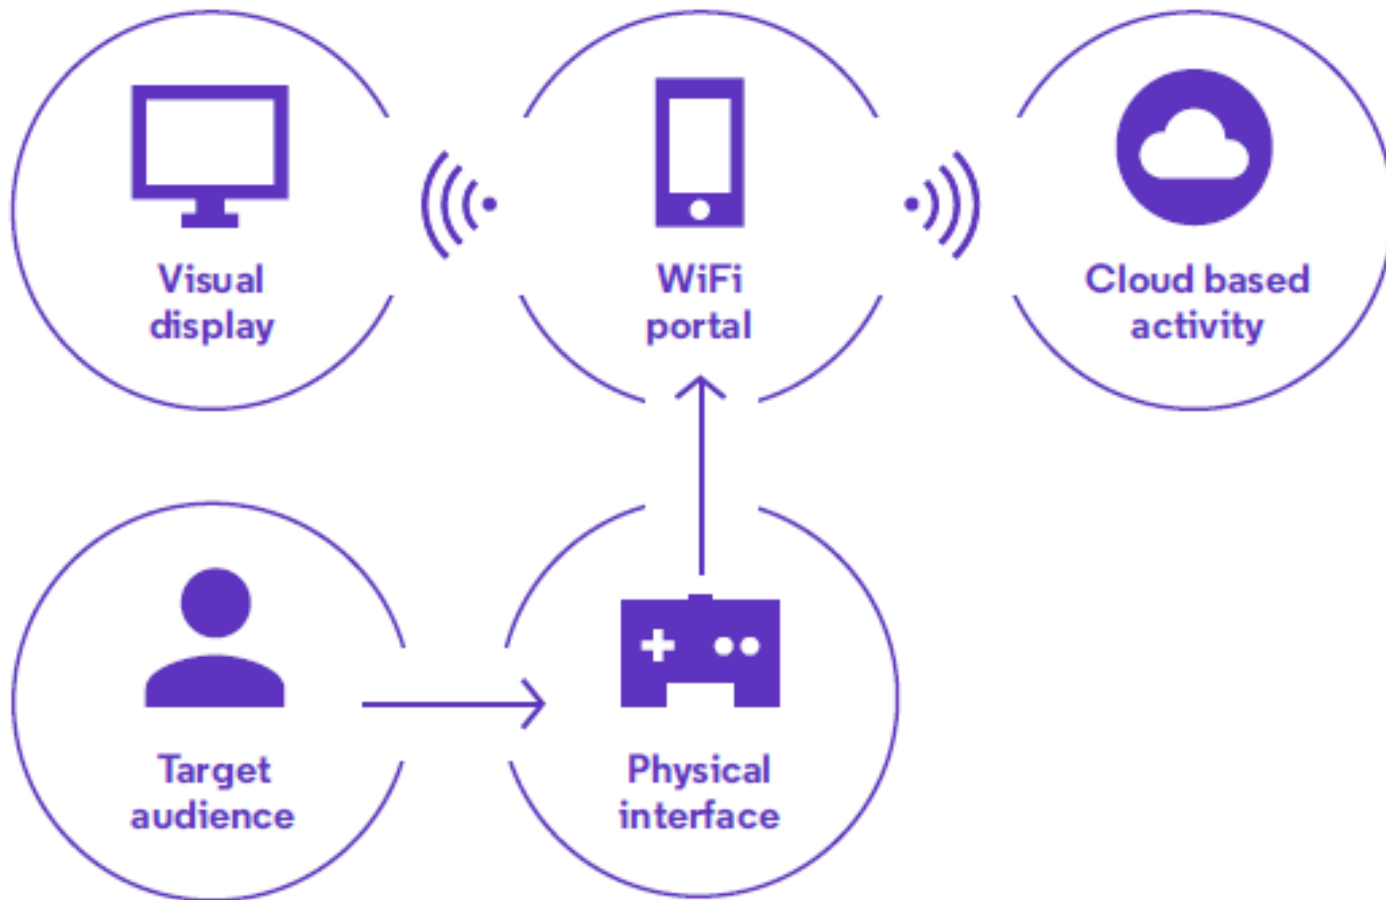 Visual
display
WiFi
portal
Cloud based
activity
Target
audience
Physical
interface